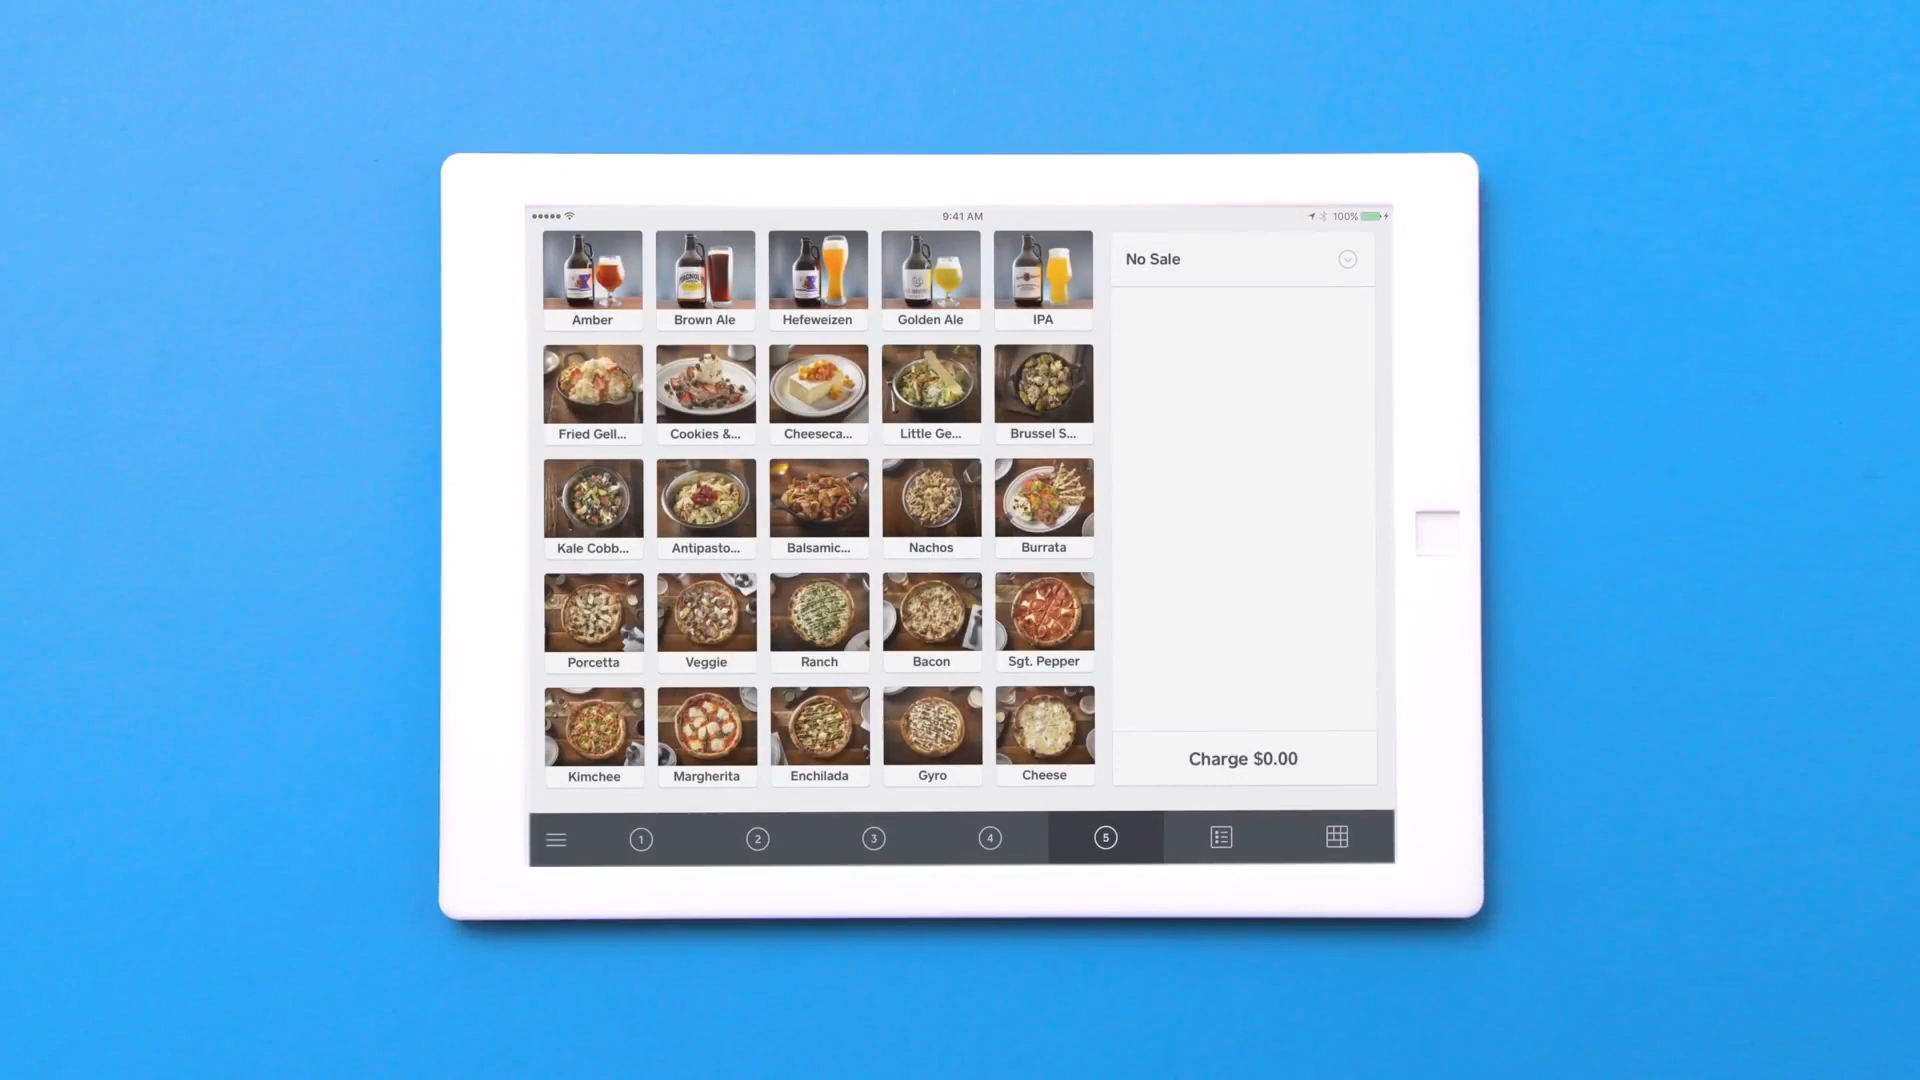 9:41 AM
100%
Amber
Brown Ale
Hefeweizen
Golden Ale
IPA
No Sale
Fried Gell...
Cookies &...
Cheeseca...
Little Ge...
Brussel S...
Kale Cobb...
Antipasto...
Balsamic...
Nachos
Burrata
Porcetta
Veggie
Ranch
Bacon
Sgt. Pepper
Kimchee
Margherita
Enchilada
Gyro
Cheese
Charge $0.00
1
2
3
4
5